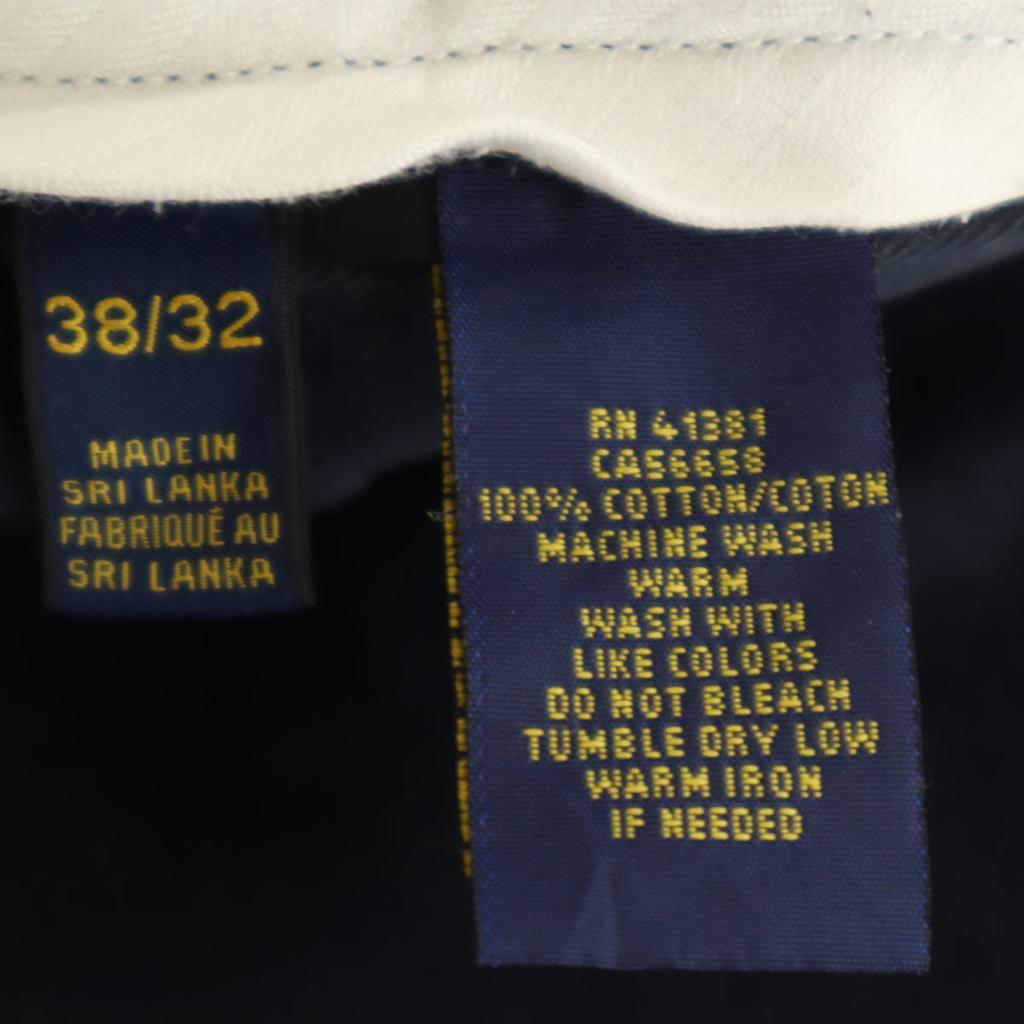 38/32
MADE IN
SRI LANKA
FABRIQUÉ AU
SRI LANKA
RN 41381
CA56658
100% COTTON/COTON
MACHINE WASH
WARM
WASH WITH
LIKE COLORS
DO NOT BLEACH
TUMBLE DRY LOW
WARM IRON
IF NEEDED